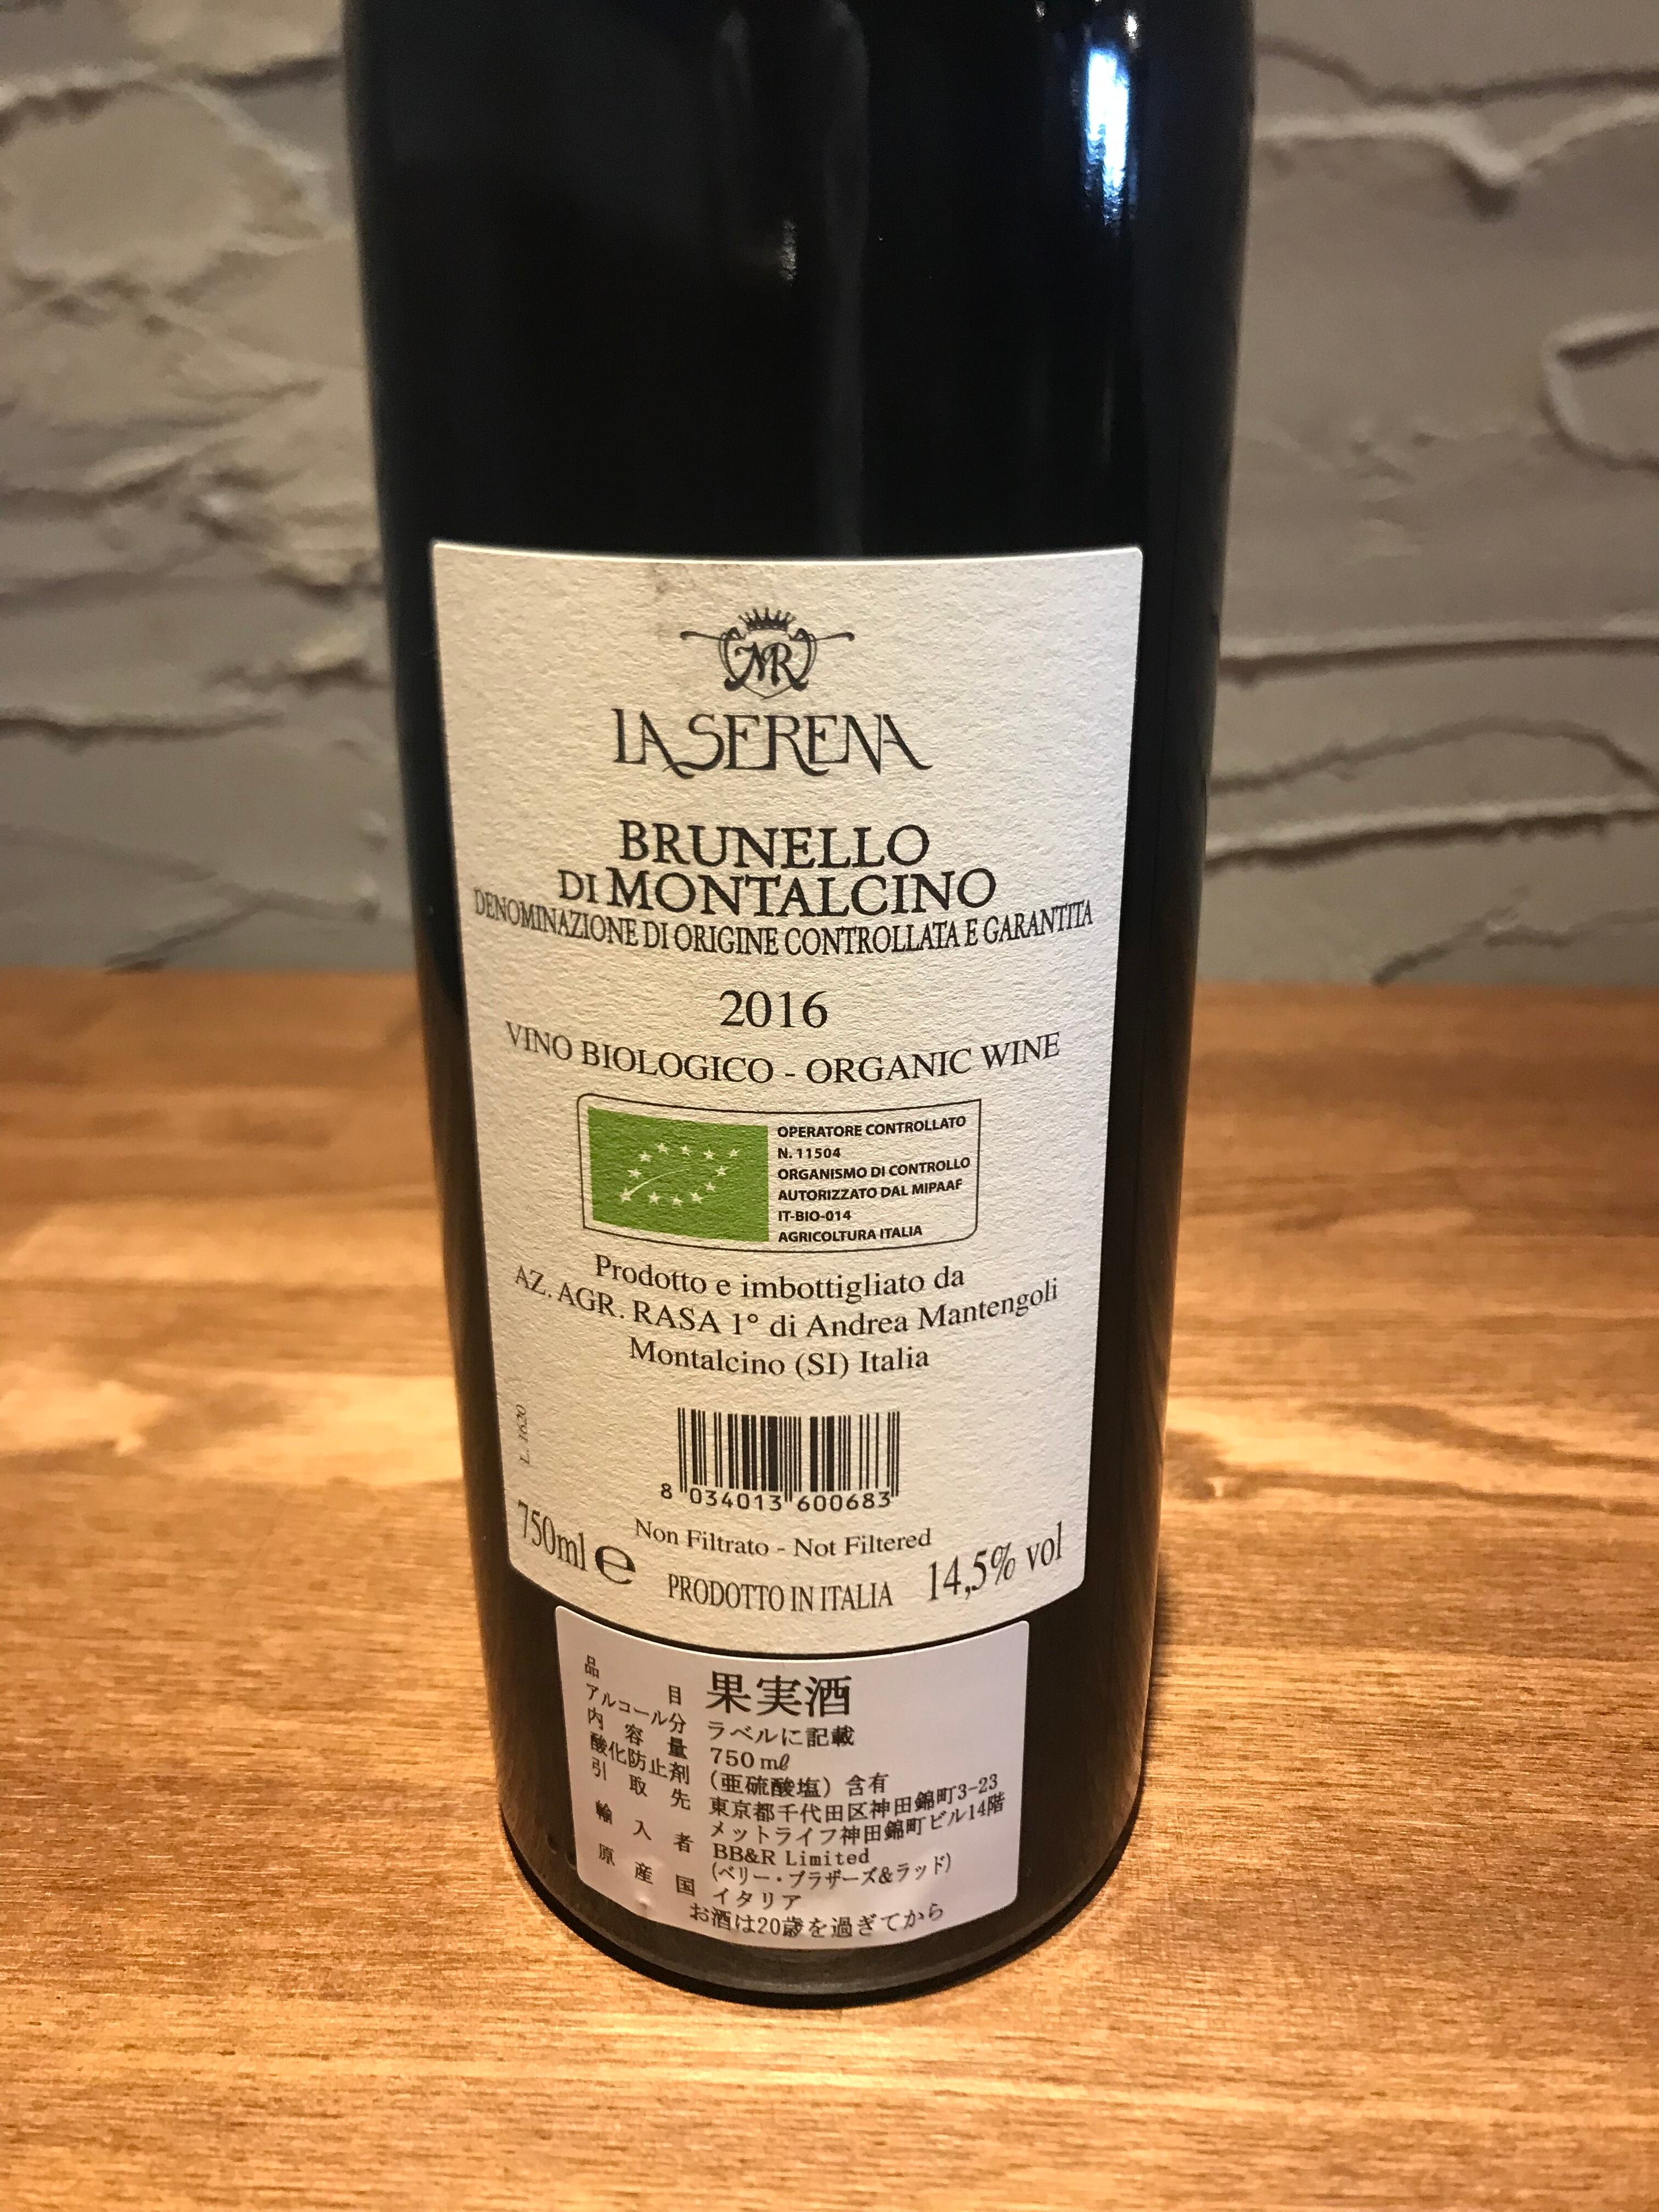 MR
LA SERENA
BRUNELLO
DI MONTALCINO
DENOMINAZIONE DI ORIGINE CONTROLLATA E GARANTITA
2016
VINO BIOLOGICO - ORGANIC WINE
OPERATORE CONTROLLATO
N. 11504
ORGANISMO DI CONTROLLO
AUTORIZZATO DAL MIPAAF
IT-BIO-014
AGRICOLTURA ITALIA
Prodotto e imbottigliato da
AZ. AGR. RASA 1° di Andrea Mantengoli
Montalcino (SI) Italia
L. 1620
8 034013 600683
Non Filtrato - Not Filtered
750ml e PRODOTTO IN ITALIA 14,5% vol
品目 果実酒
アルコール分 ラベルに記載
内容量 750mℓ
酸化防止剤 (亜硫酸塩) 含有
引取先 東京都千代田区神田錦町3-23
メットライフ神田錦町ビル14階
輸入者 BB&R Limited
(ベリー・ブラザーズ&ラッド)
原産国 イタリア
お酒は20歳を過ぎてから